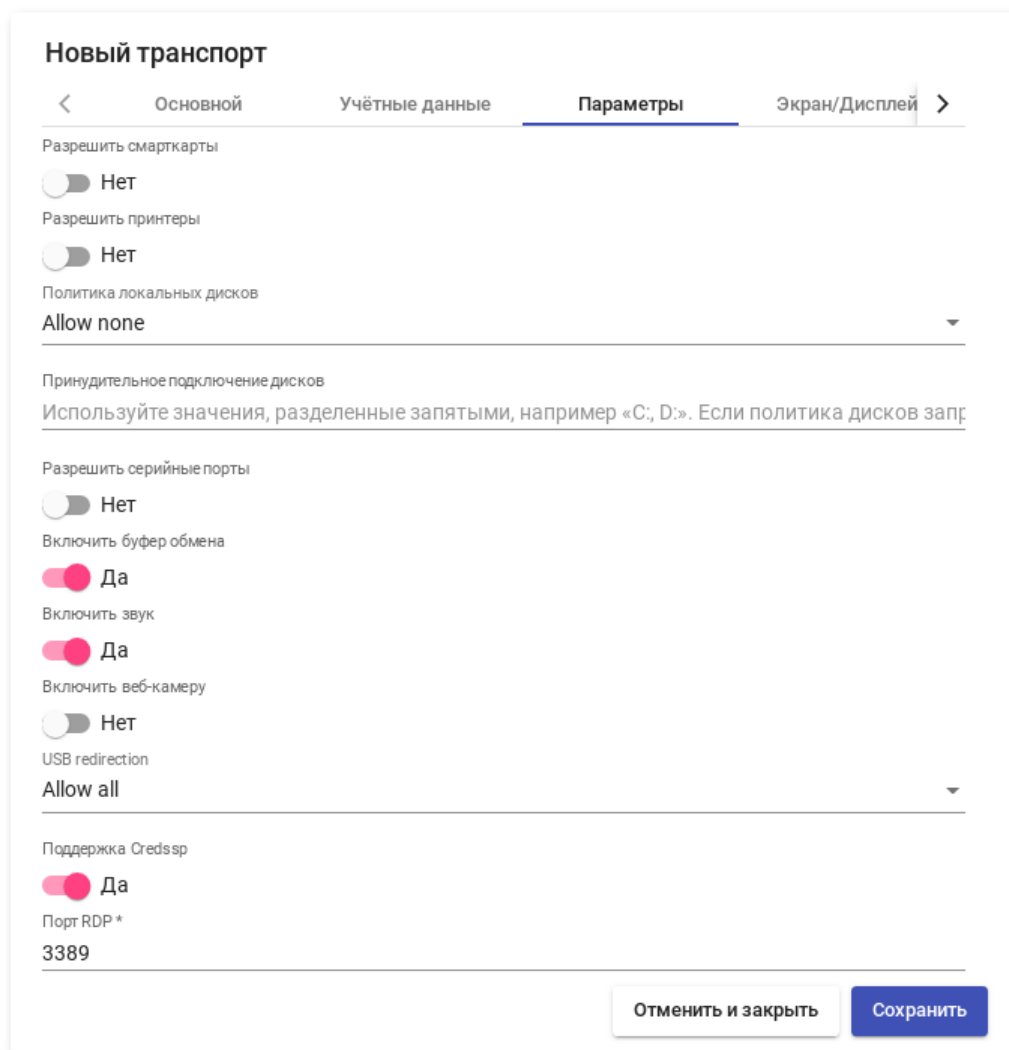 Новый транспорт
Основной Учётные данные Параметры Экран/Дисплей
Разрешить смарткарты
Нет
Разрешить принтеры
Нет
Политика локальных дисков
Allow none
Принудительное подключение дисков
Используйте значения, разделенные запятыми, например «C:, D:». Если политика дисков запр
Разрешить серийные порты
Нет
Включить буфер обмена
Да
Включить звук
Да
Включить веб-камеру
Нет
USB redirection
Allow all
Поддержка Credssp
Да
Порт RDP *
3389
Отменить и закрыть Сохранить